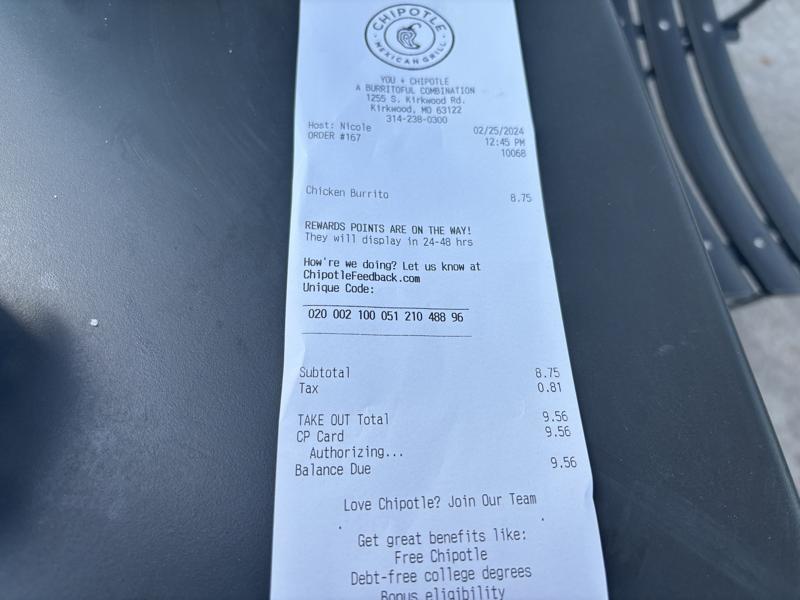 CHIPOTLE
MEXICAN GRILL
YOU + CHIPOTLE
A BURRITOFUL COMBINATION
1255 S. Kirkwood Rd.
Kirkwood, MO 63122
314-238-0300
Host: Nicole 02/25/2024
ORDER #167 12:45 PM
10068
Chicken Burrito 8.75
REWARDS POINTS ARE ON THE WAY!
They will display in 24-48 hrs
How're we doing? Let us know at
ChipotleFeedback.com
Unique Code:
020 002 100 051 210 488 96
Subtotal 8.75
Tax 0.81
TAKE OUT Total 9.56
CP Card 9.56
Authorizing...
Balance Due 9.56
Love Chipotle? Join Our Team
Get great benefits like:
Free Chipotle
Debt-free college degrees
Bonus eligibility